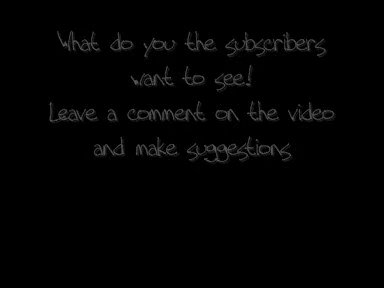 What do you the subscribers
want to see!
Leave a comment on the video
and make suggestions